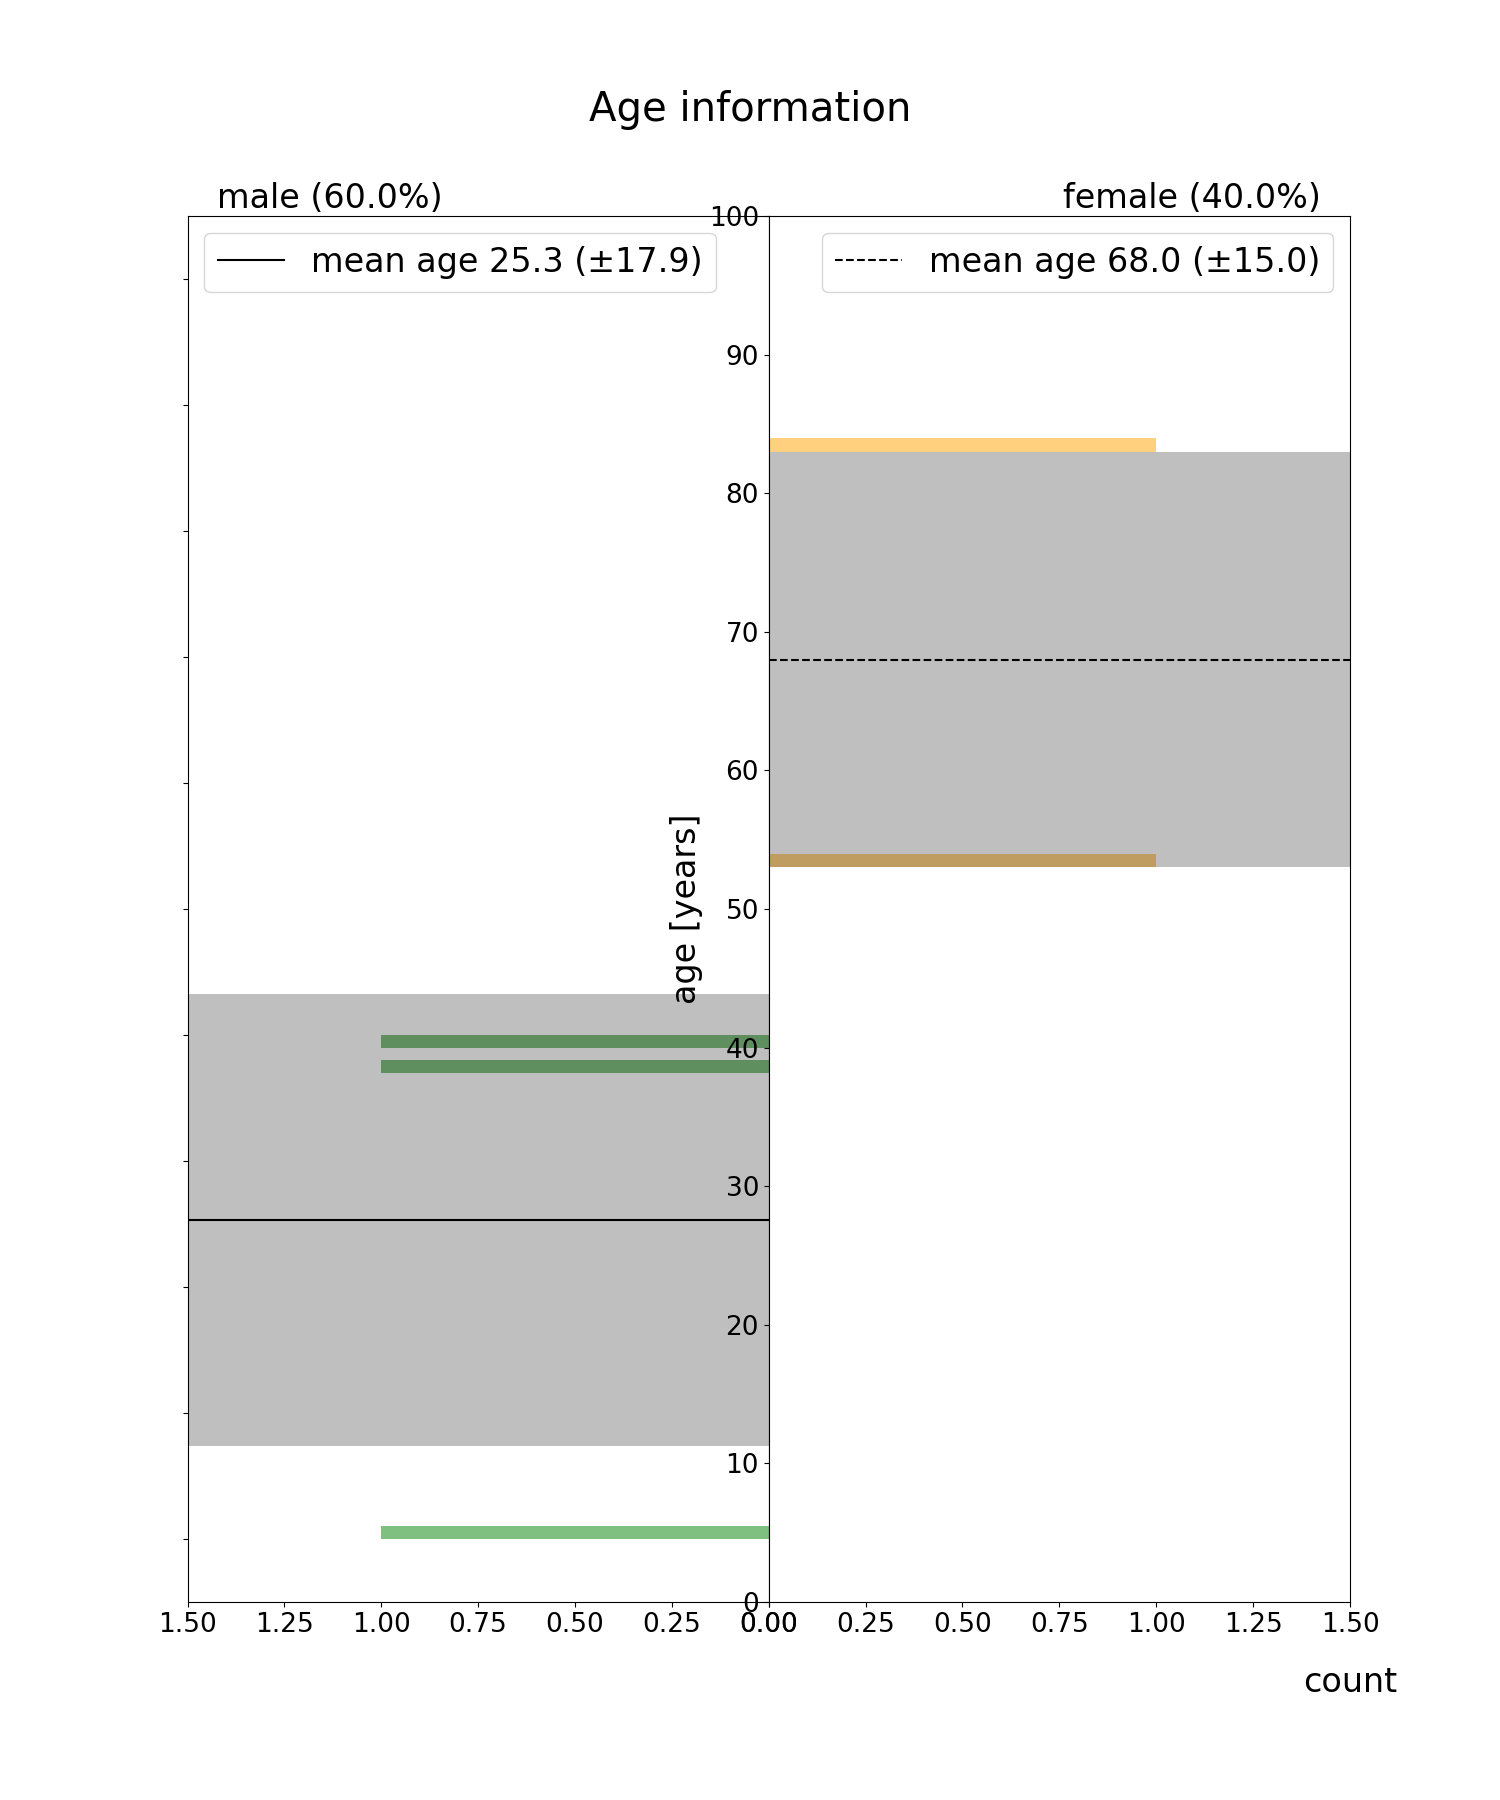 Age information
male (60.0%)
female (40.0%)
mean age 25.3 (±17.9)
mean age 68.0 (±15.0)
100
90
80
70
60
50
40
30
20
10
0
age [years]
1.50 1.25 1.00 0.75 0.50 0.25 0.00
0.00 0.25 0.50 0.75 1.00 1.25 1.50
count